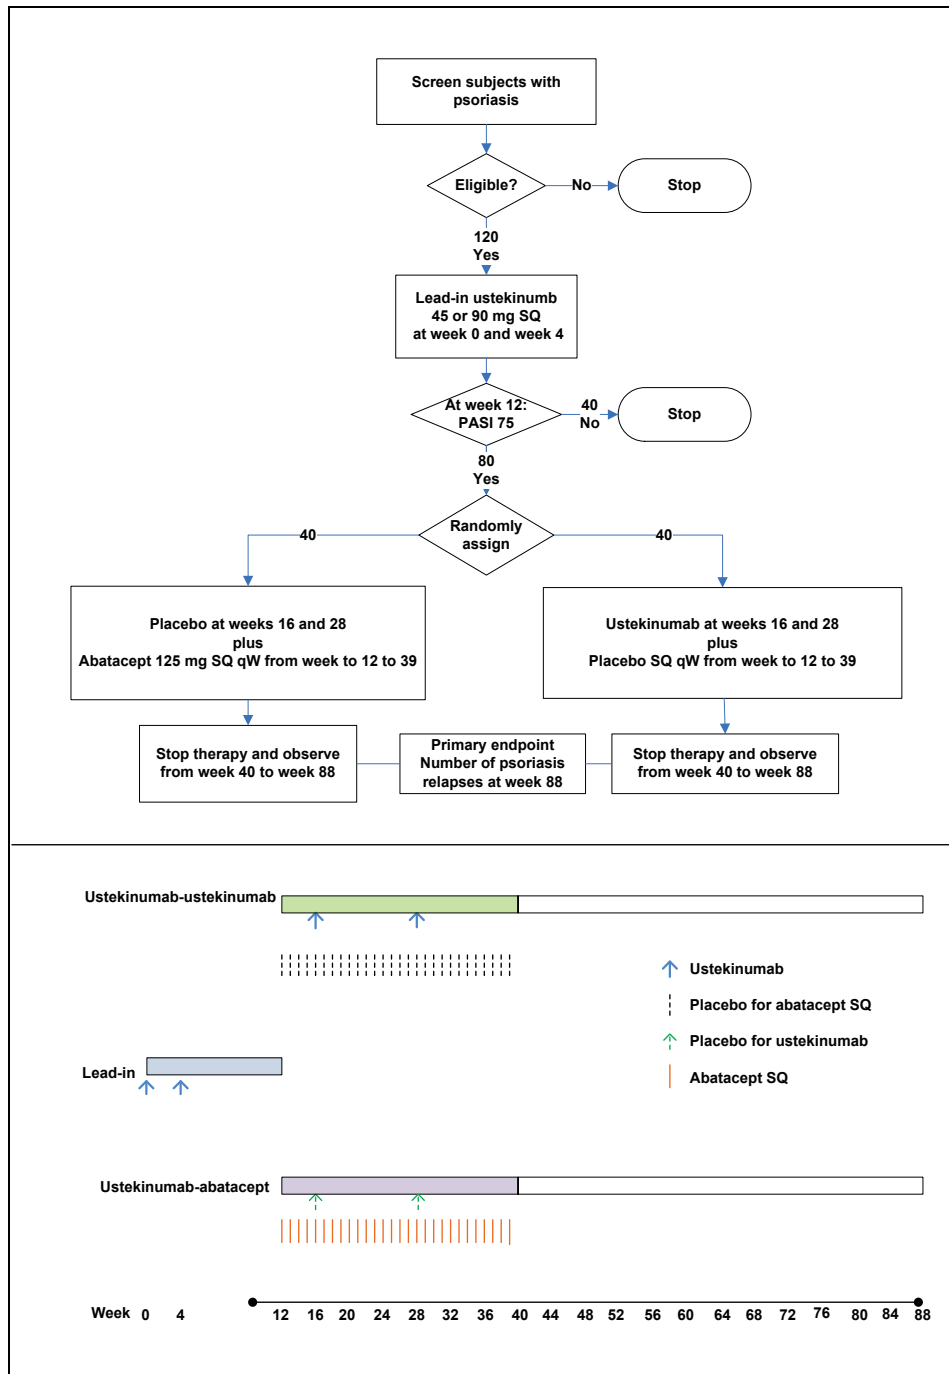 Screen subjects with
psoriasis
Eligible?
No
Stop
120
Yes
Lead-in ustekinumb
45 or 90 mg SQ
at week 0 and week 4
At week 12:
PASI 75
40
No
Stop
80
Yes
Randomly
assign
40
40
Placebo at weeks 16 and 28
plus
Abatacept 125 mg SQ qW from week to 12 to 39
Ustekinumab at weeks 16 and 28
plus
Placebo SQ qW from week to 12 to 39
Stop therapy and observe
from week 40 to week 88
Primary endpoint
Number of psoriasis
relapses at week 88
Stop therapy and observe
from week 40 to week 88
Ustekinumab-ustekinumab
Ustekinumab
Placebo for abatacept SQ
Placebo for ustekinumab
Abatacept SQ
Lead-in
Ustekinumab-abatacept
Week 0 4 12 16 20 24 28 32 36 40 44 48 52 56 60 64 68 72 76 80 84 88